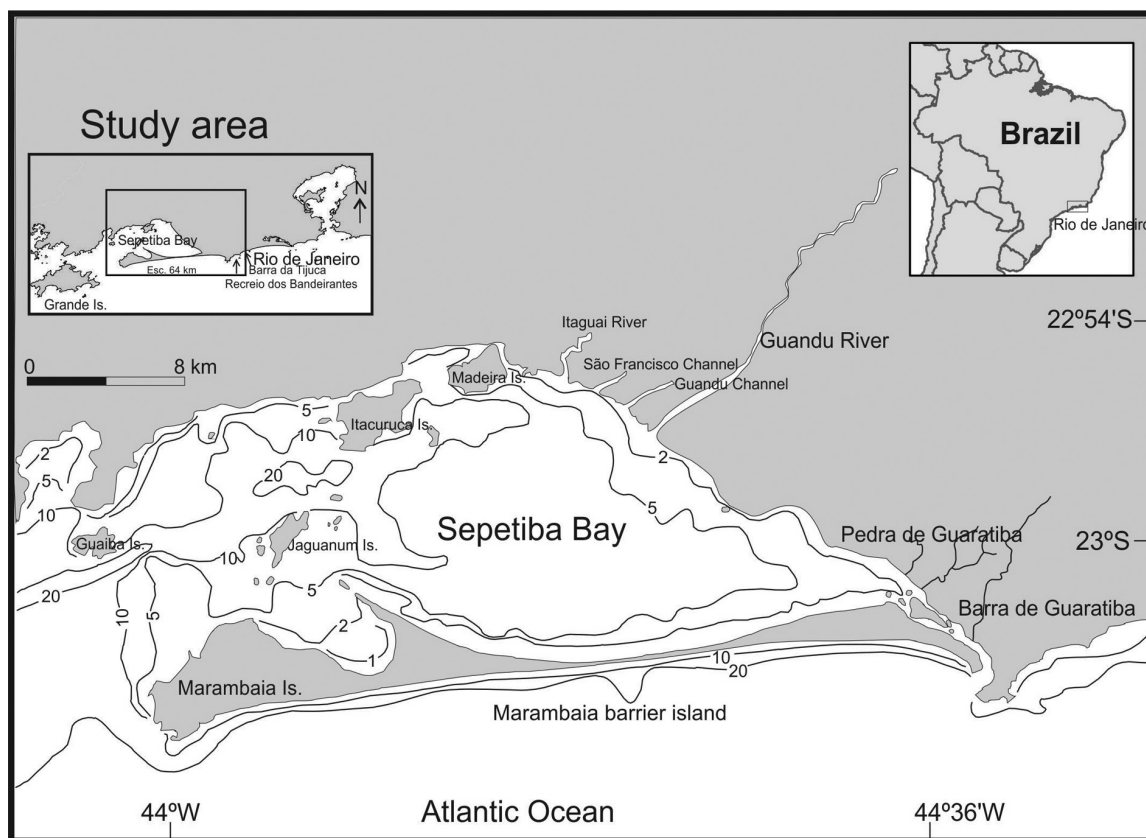 Study area
N
Sepetiba Bay
Rio de Janeiro
Esc. 64 km
Barra da Tijuca
Recreio dos Bandeirantes
Grande Is.
Brazil
Rio de Janeiro
22º54'S
0 8 km
Itaguai River
Guandu River
São Francisco Channel
Guandu Channel
Madeira Is.
5
Itacuruca Is.
10
2
2
20
5
5
10
Sepetiba Bay
Pedra de Guaratiba
23ºS
Guaiba Is.
10
Jaguanum Is.
20
10
5
5
Barra de Guaratiba
2
1
10
20
Marambaia Is.
Marambaia barrier island
44ºW
Atlantic Ocean
44º36'W